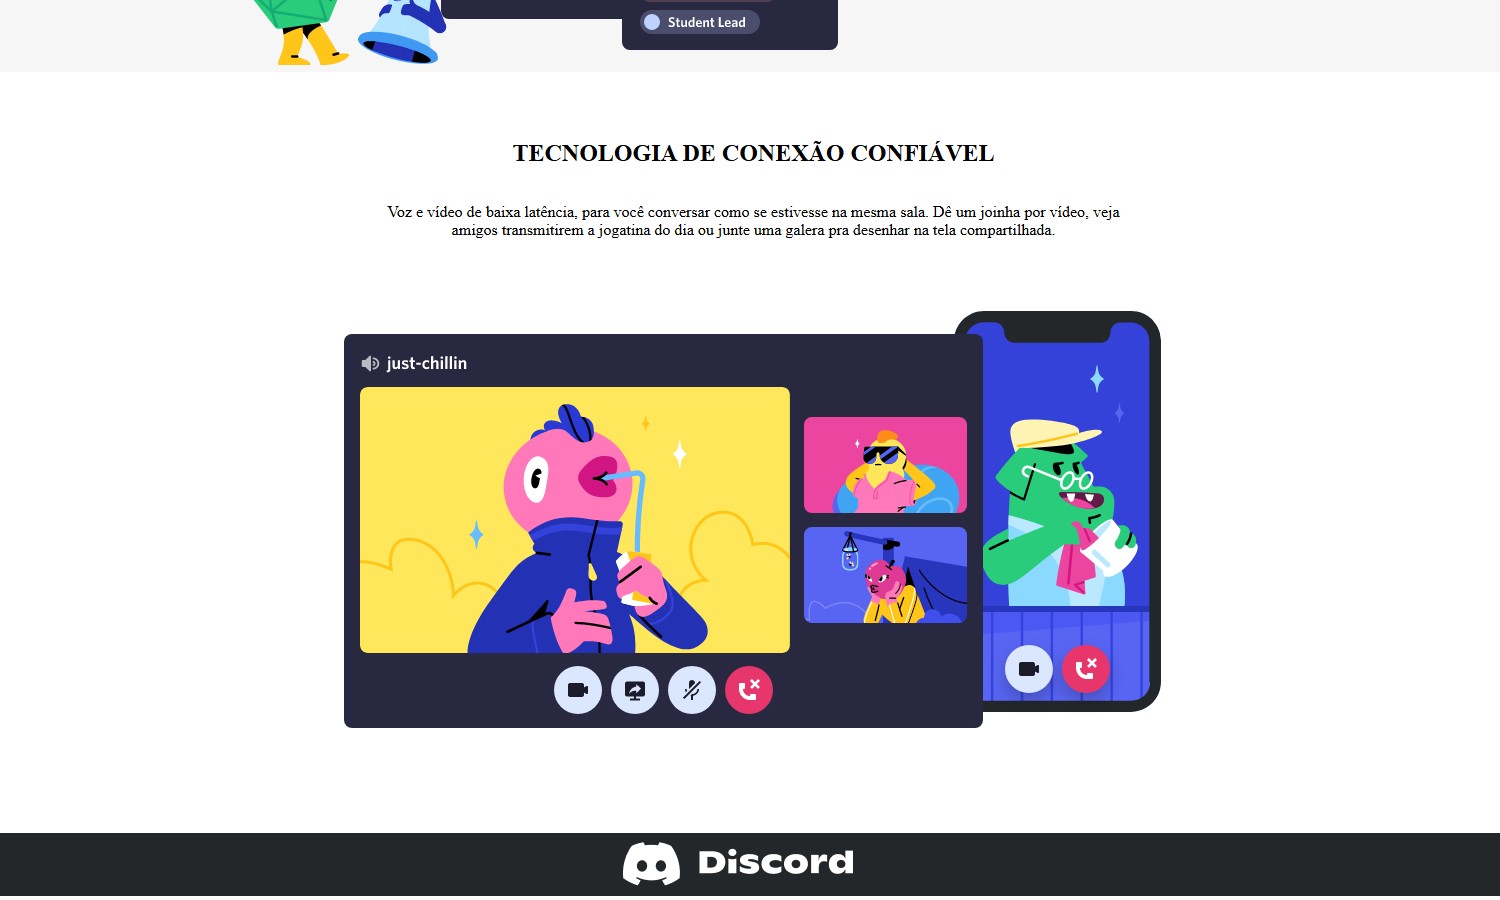 Student Lead
TECNOLOGIA DE CONEXÃO CONFIÁVEL
Voz e vídeo de baixa latência, para você conversar como se estivesse na mesma sala. Dê um joinha por vídeo, veja
amigos transmitirem a jogatina do dia ou junte uma galera pra desenhar na tela compartilhada.
just-chillin
Discord